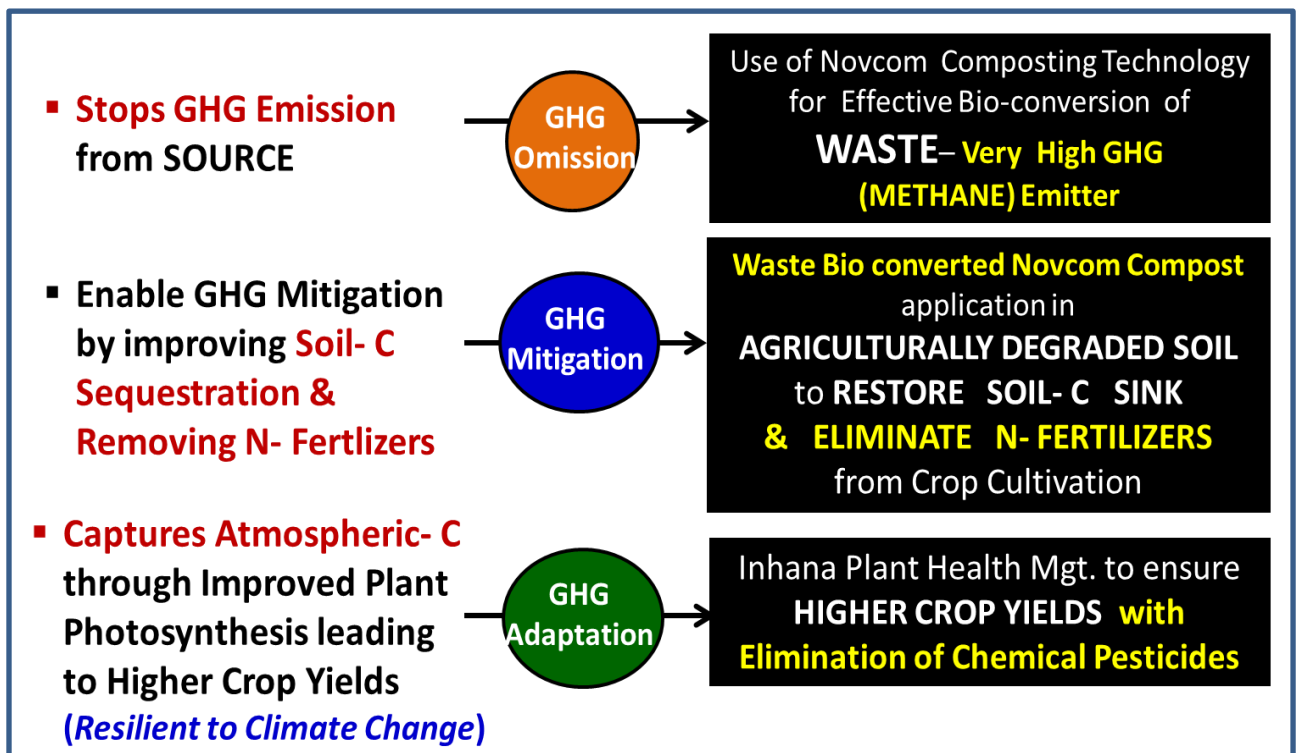 ▪ Stops GHG Emission
from SOURCE
GHG
Omission
Use of Novcom Composting Technology
for Effective Bio-conversion of
WASTE– Very High GHG
(METHANE) Emitter
▪ Enable GHG Mitigation
by improving Soil- C
Sequestration &
Removing N- Fertlizers
GHG
Mitigation
Waste Bio converted Novcom Compost
application in
AGRICULTURALLY DEGRADED SOIL
to RESTORE SOIL- C SINK
& ELIMINATE N- FERTILIZERS
from Crop Cultivation
▪ Captures Atmospheric- C
through Improved Plant
Photosynthesis leading
to Higher Crop Yields
(Resilient to Climate Change)
GHG
Adaptation
Inhana Plant Health Mgt. to ensure
HIGHER CROP YIELDS with
Elimination of Chemical Pesticides